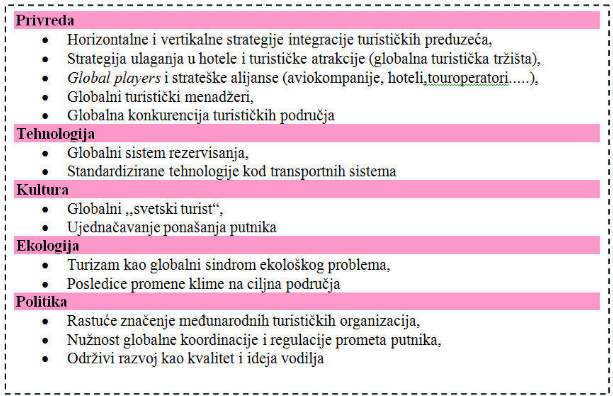 Privreda
• Horizontalne i vertikalne strategije integracije turističkih preduzeća,
• Strategija ulaganja u hotele i turističke atrakcije (globalna turistička tržišta),
• Global players i strateške alijanse (aviokompanije, hoteli,touroperatori.....),
• Globalni turistički menadžeri,
• Globalna konkurencija turističkih područja
Tehnologija
• Globalni sistem rezervisanja,
• Standardizirane tehnologije kod transportnih sistema
Kultura
• Globalni ,,svetski turist“,
• Ujednačavanje ponašanja putnika
Ekologija
• Turizam kao globalni sindrom ekološkog problema,
• Posledice promene klime na ciljna područja
Politika
• Rastuće značenje međunarodnih turističkih organizacija,
• Nužnost globalne koordinacije i regulacije prometa putnika,
• Održivi razvoj kao kvalitet i ideja vodilja